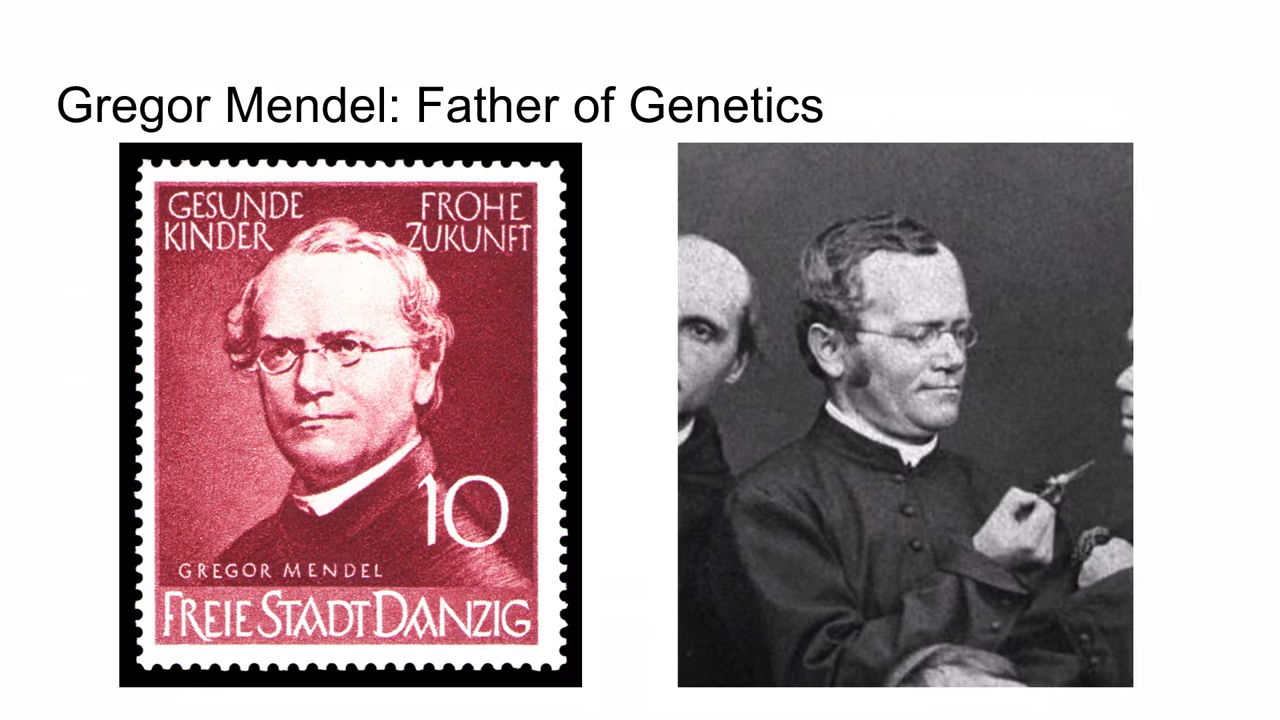 Gregor Mendel: Father of Genetics
GESUNDE KINDER
FROHE ZUKUNFT
10
GREGOR MENDEL
FREIE STADT DANZIG